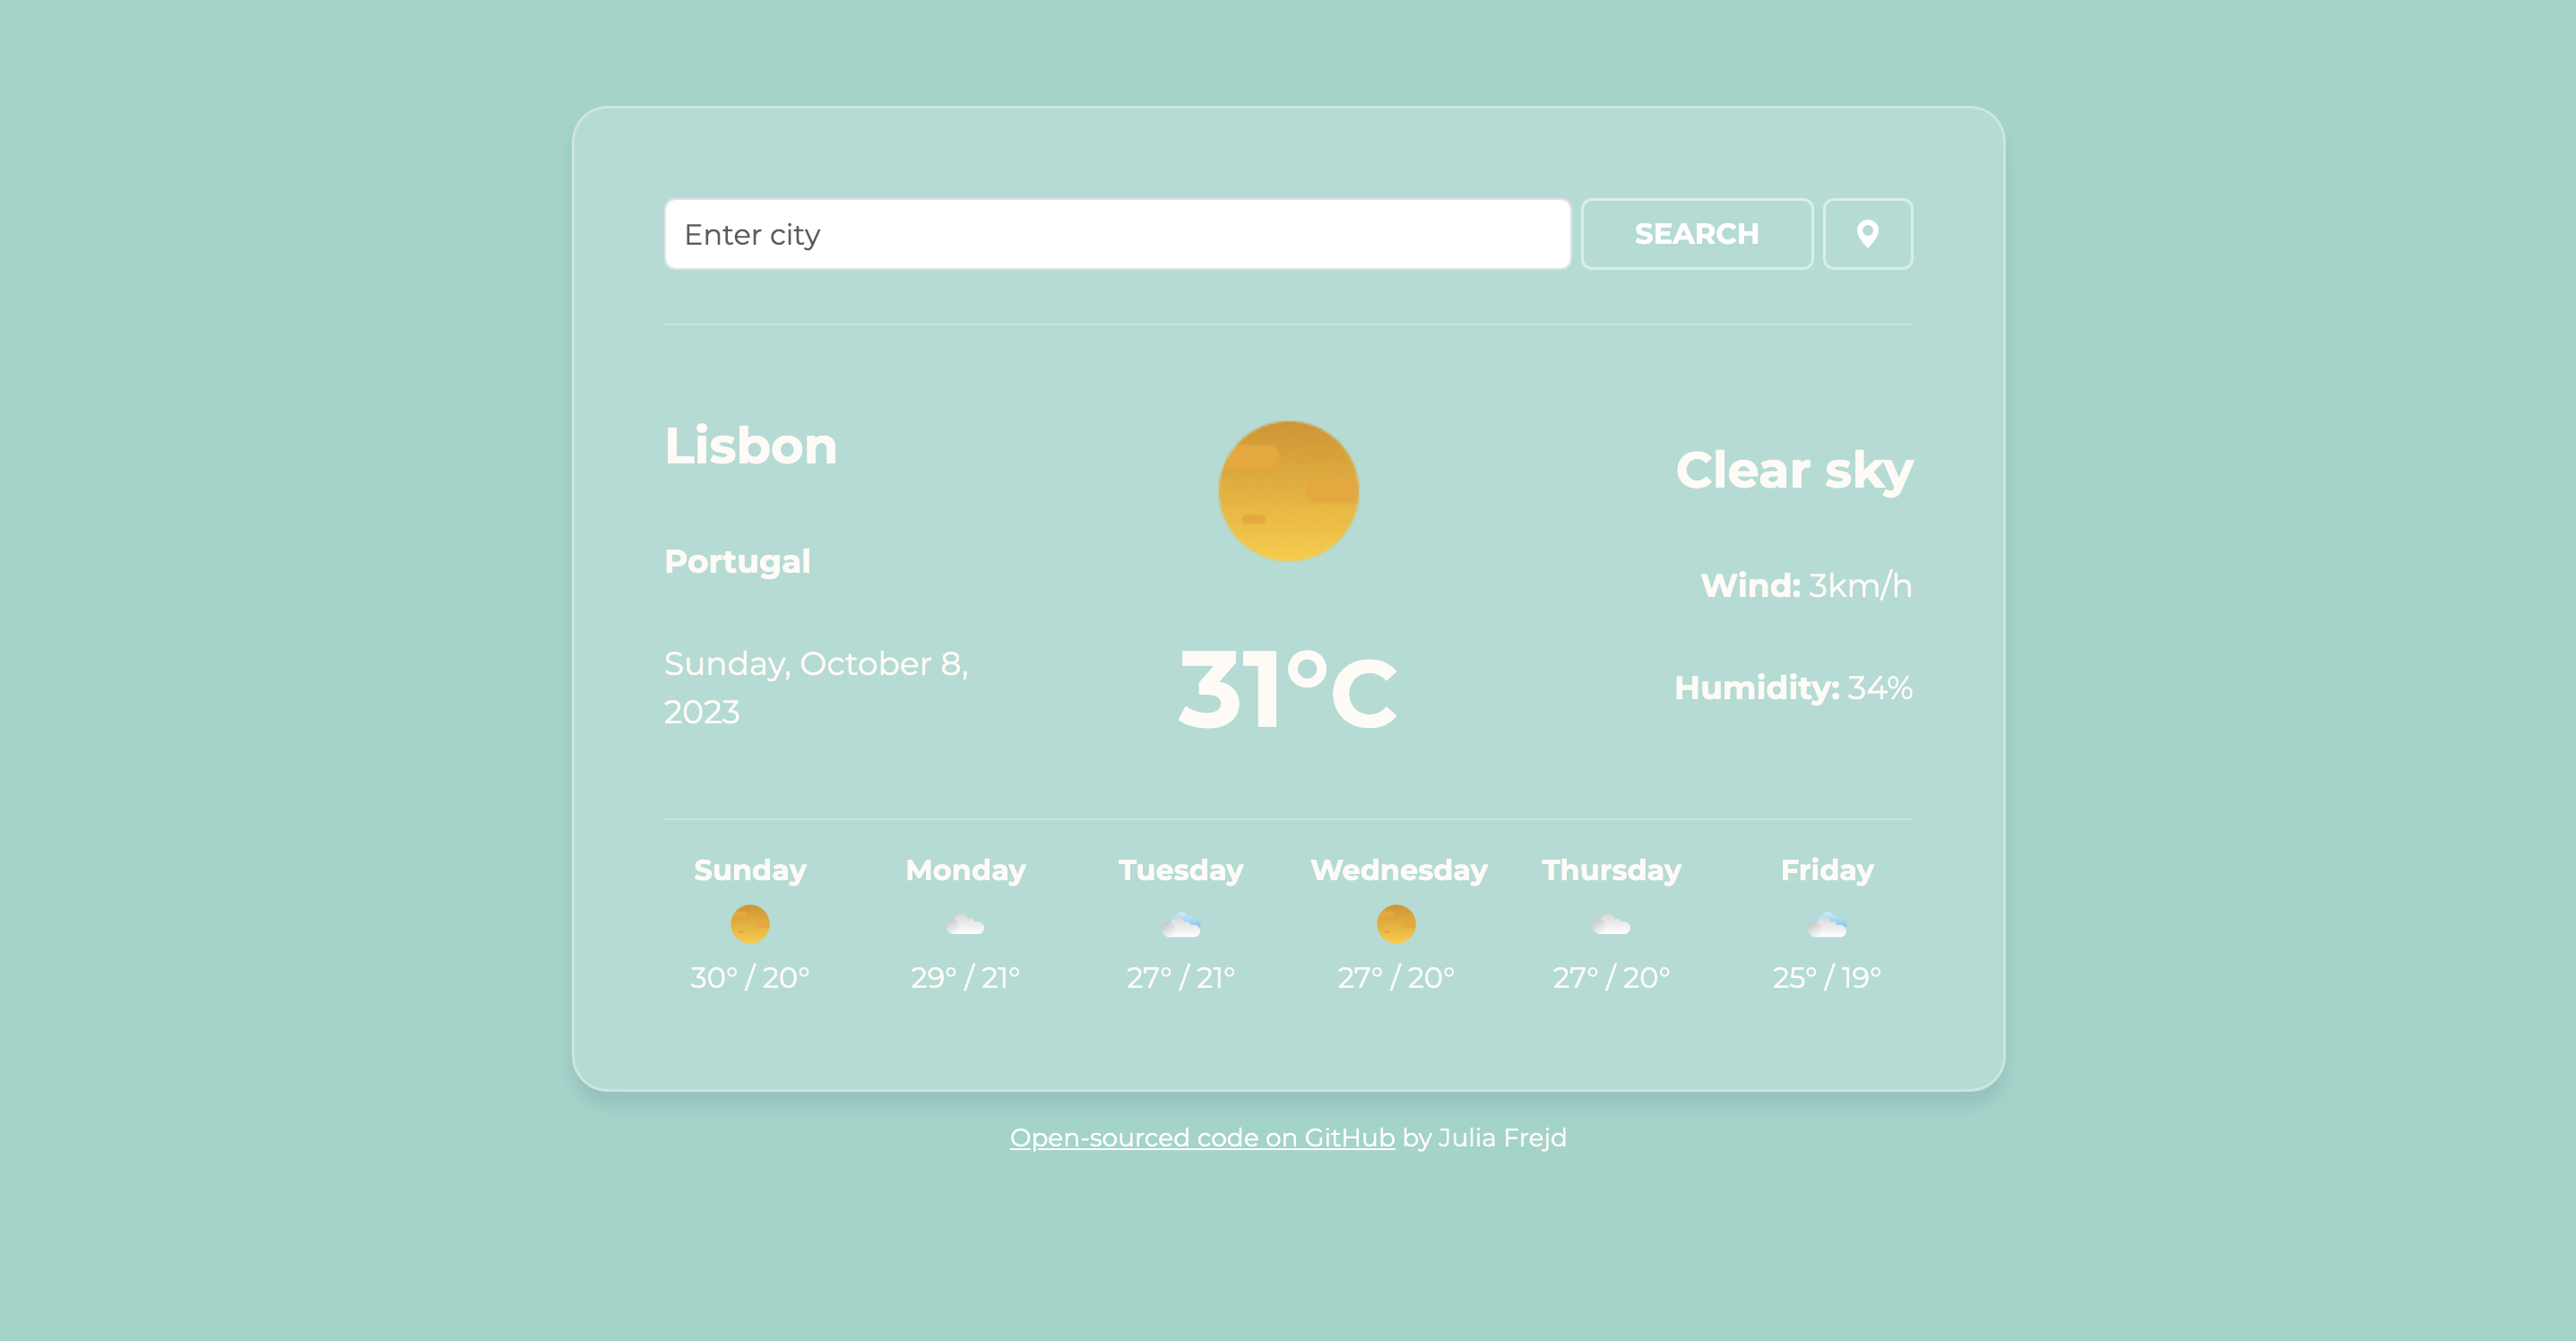 Enter city
SEARCH
Lisbon
Portugal
Sunday, October 8,
2023
31°C
Clear sky
Wind: 3km/h
Humidity: 34%
Sunday
Monday
Tuesday
Wednesday
Thursday
Friday
30° / 20°
29° / 21°
27° / 21°
27° / 20°
27° / 20°
25° / 19°
Open-sourced code on GitHub by Julia Frejd